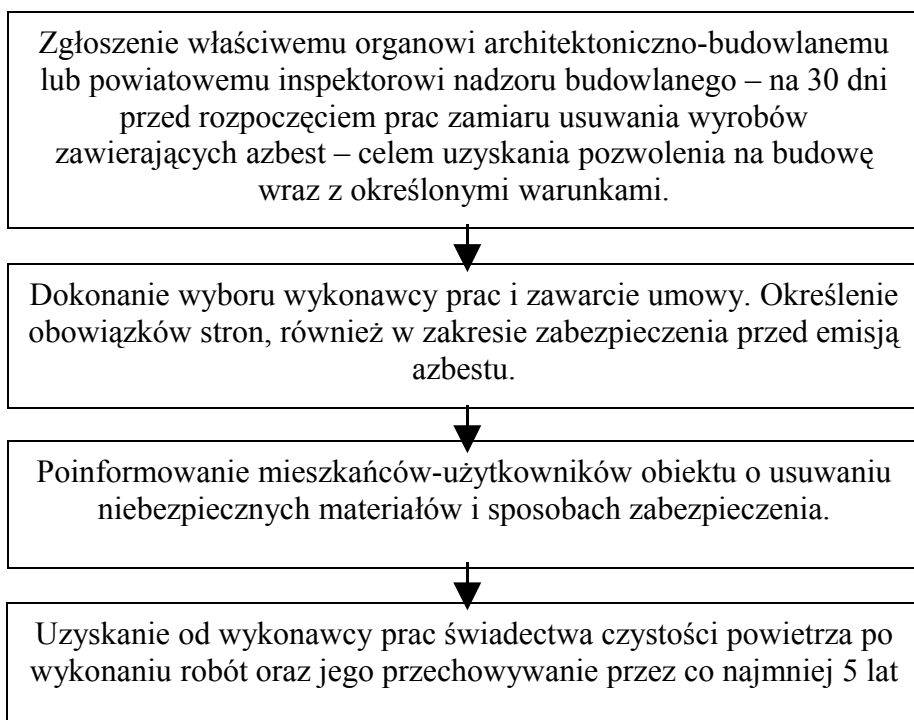 Zgłoszenie właściwemu organowi architektoniczno-budowlanemu
lub powiatowemu inspektorowi nadzoru budowlanego – na 30 dni
przed rozpoczęciem prac zamiaru usuwania wyrobów
zawierających azbest – celem uzyskania pozwolenia na budowę
wraz z określonymi warunkami.
Dokonanie wyboru wykonawcy prac i zawarcie umowy. Określenie
obowiązków stron, również w zakresie zabezpieczenia przed emisją
azbestu.
Poinformowanie mieszkańców-użytkowników obiektu o usuwaniu
niebezpiecznych materiałów i sposobach zabezpieczenia.
Uzyskanie od wykonawcy prac świadectwa czystości powietrza po
wykonaniu robót oraz jego przechowywanie przez co najmniej 5 lat